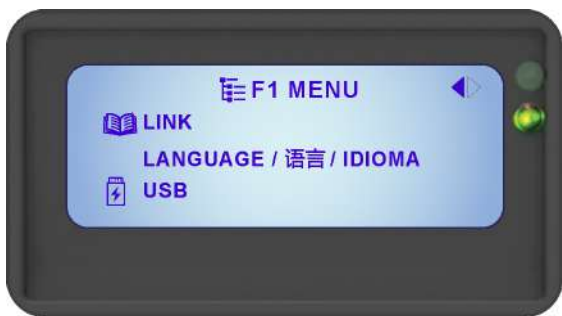 F1 MENU
LINK
LANGUAGE / 语言 / IDIOMA
USB